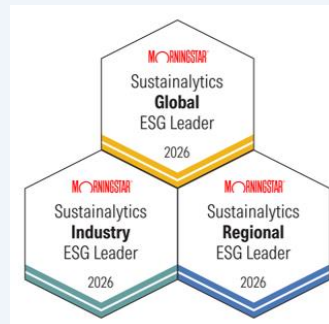 MORNINGSTAR
Sustainalytics
Global
ESG Leader
2026
MORNINGSTAR
Sustainalytics
Industry
ESG Leader
2026
MORNINGSTAR
Sustainalytics
Regional
ESG Leader
2026